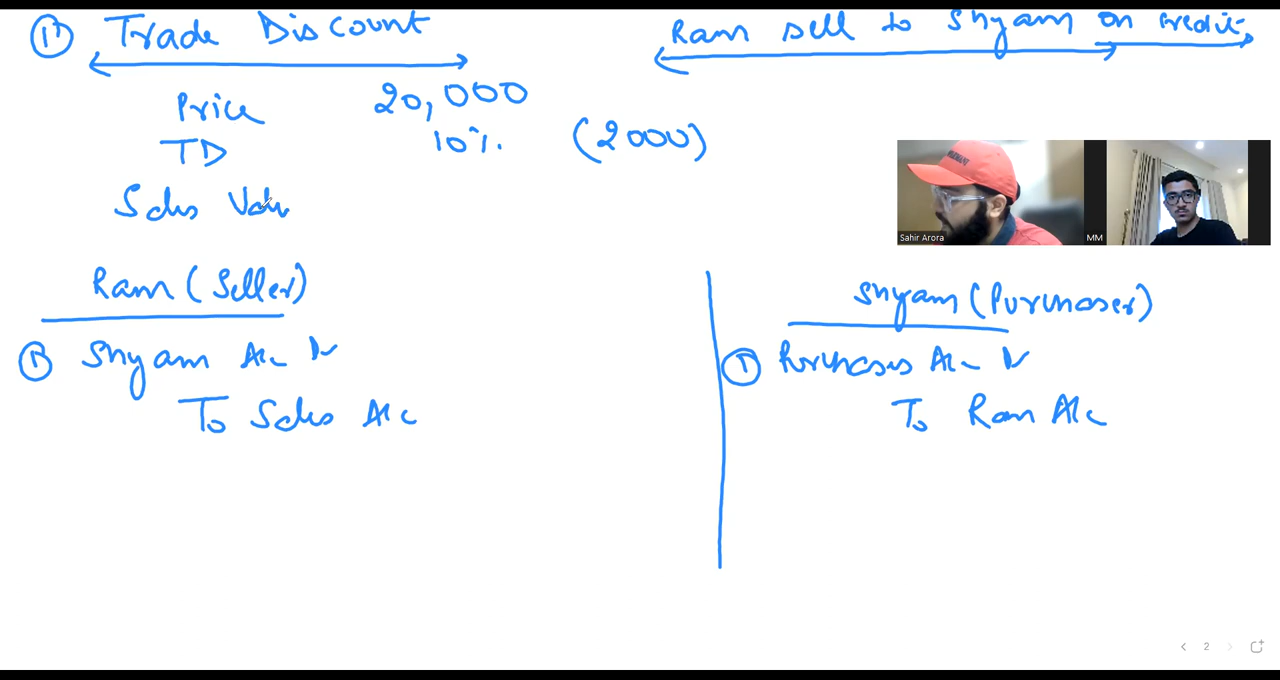 ① Trade Discount
Ram sell to Shyam on credit
Price 20,000
TD 10% (2000)
Sales Valu
Sahir Arora
MM
Ram (Seller)
Shyam (Purchaser)
① Shyam A/c Dr
To Sales A/c
① Purchases A/c Dr
To Ram A/c
2